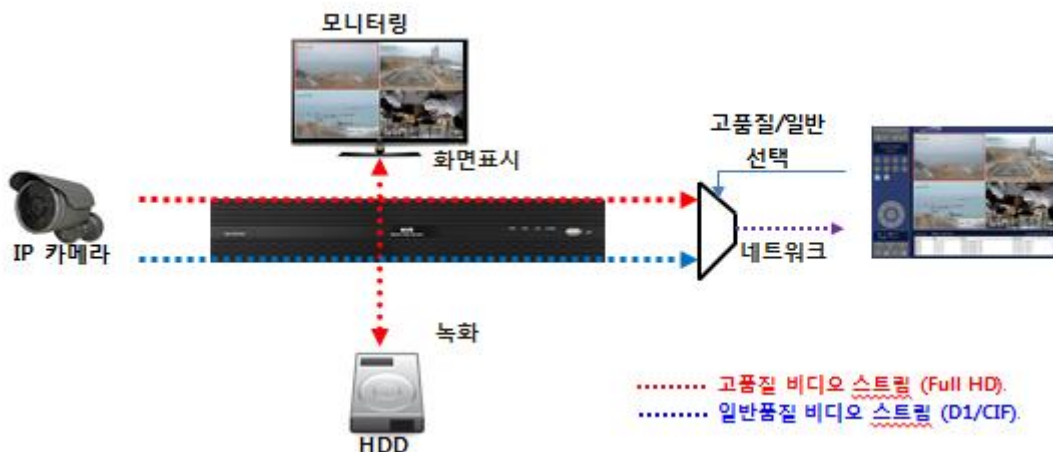 모니터링
고품질/일반
선택
화면표시
IP 카메라
네트워크
녹화
HDD
고품질 비디오 스트림 (Full HD).
일반품질 비디오 스트림 (D1/CIF).